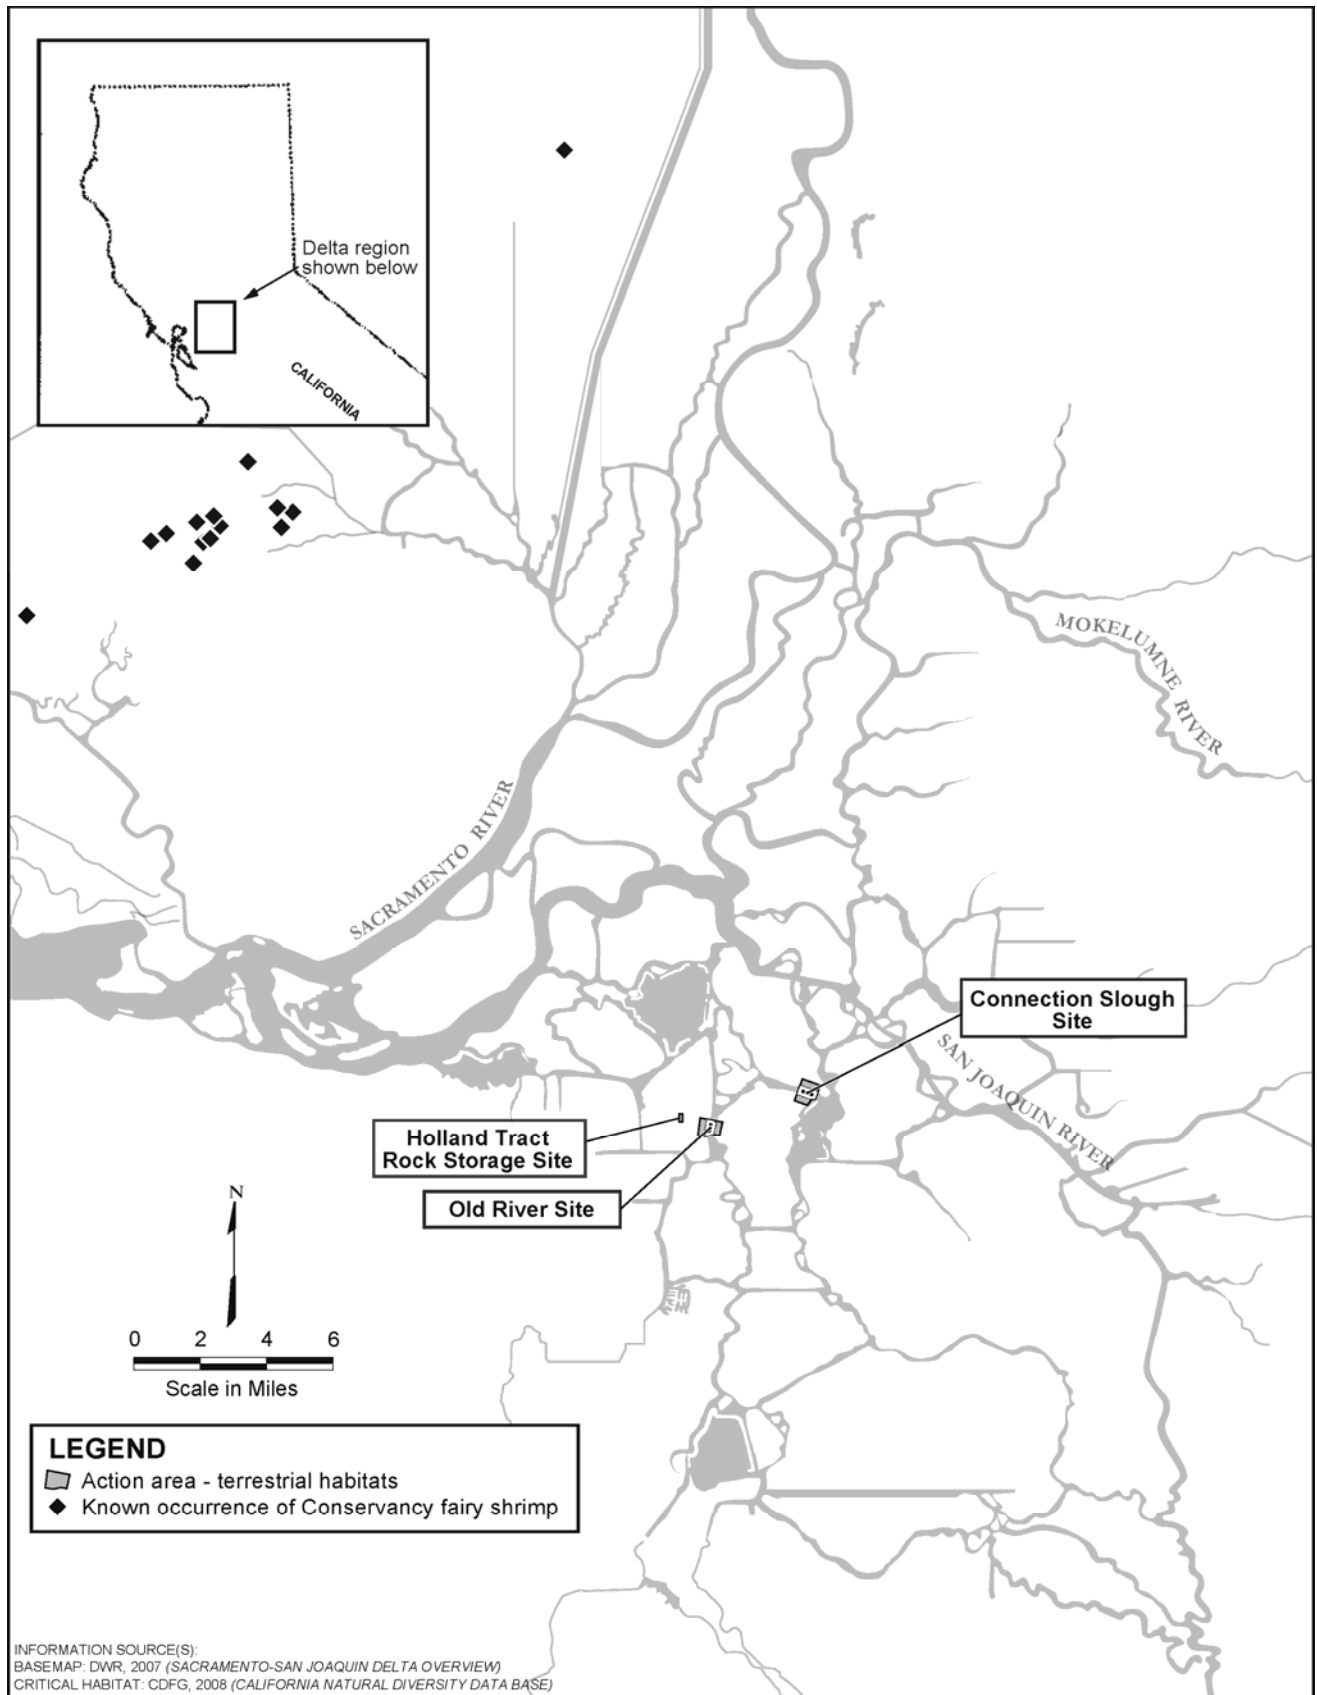 Delta region
shown below
CALIFORNIA
MOKELUMNE RIVER
SACRAMENTO RIVER
Connection Slough
Site
SAN JOAQUIN RIVER
Holland Tract
Rock Storage Site
Old River Site
N
0 2 4 6
Scale in Miles
LEGEND
Action area - terrestrial habitats
Known occurrence of Conservancy fairy shrimp
INFORMATION SOURCE(S):
BASEMAP: DWR, 2007 (SACRAMENTO-SAN JOAQUIN DELTA OVERVIEW)
CRITICAL HABITAT: CDFG, 2008 (CALIFORNIA NATURAL DIVERSITY DATA BASE)